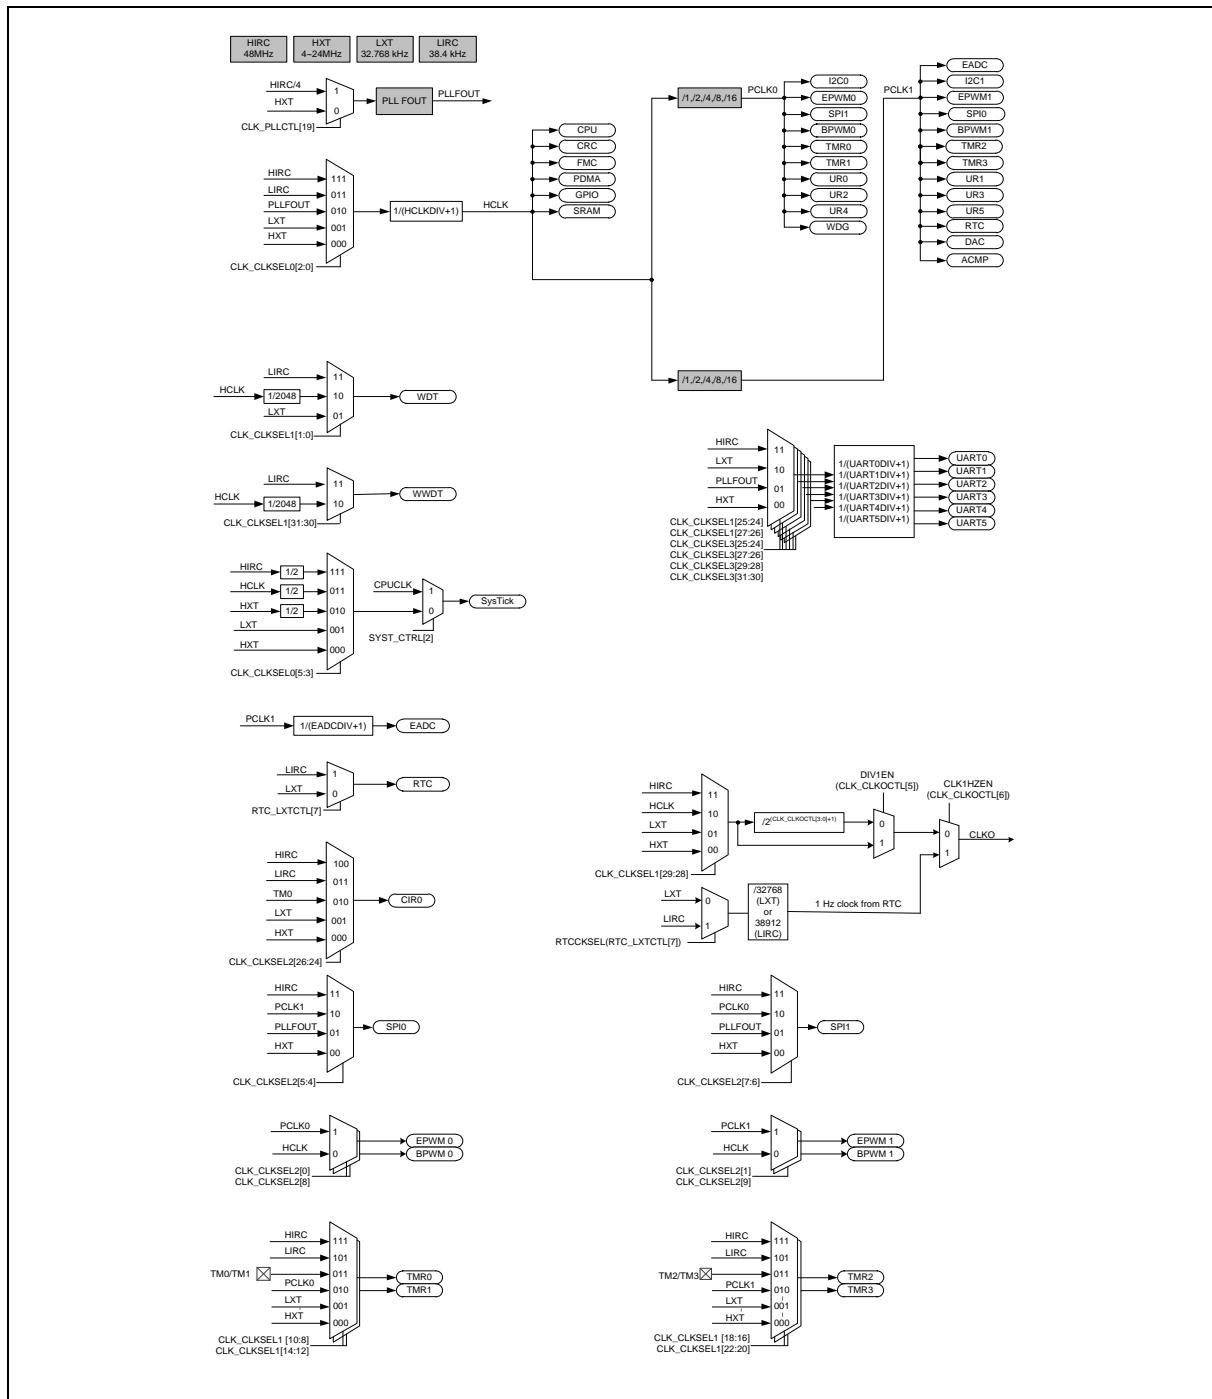 HIRC
48MHz
HXT
4~24MHz
LXT
32.768 kHz
LIRC
38.4 kHz
HIRC/4
HXT
1
0
CLK_PLLCTL[19]
PLL FOUT
PLLFOUT
HIRC
LIRC
PLLFOUT
LXT
HXT
111
011
010
001
000
CLK_CLKSEL0[2:0]
1/(HCLKDIV+1)
HCLK
CPU
CRC
FMC
PDMA
GPIO
SRAM
/1,/2,/4,/8,/16
PCLK0
I2C0
EPWM0
SPI1
BPWM0
TMR0
TMR1
UR0
UR2
UR4
WDG
/1,/2,/4,/8,/16
PCLK1
EADC
I2C1
EPWM1
SPI0
BPWM1
TMR2
TMR3
UR1
UR3
UR5
RTC
DAC
ACMP
LIRC
HCLK
1/2048
LXT
11
10
01
CLK_CLKSEL1[1:0]
WDT
LIRC
HCLK
1/2048
11
10
CLK_CLKSEL1[31:30]
WWDT
HIRC
1/2
HCLK
1/2
HXT
1/2
LXT
HXT
111
011
010
001
000
CLK_CLKSEL0[5:3]
CPUCLK
1
0
SYST_CTRL[2]
SysTick
HIRC
LXT
PLLFOUT
HXT
11
10
01
00
CLK_CLKSEL1[25:24]
CLK_CLKSEL1[27:26]
CLK_CLKSEL3[25:24]
CLK_CLKSEL3[27:26]
CLK_CLKSEL3[29:28]
CLK_CLKSEL3[31:30]
1/(UART0DIV+1)
1/(UART1DIV+1)
1/(UART2DIV+1)
1/(UART3DIV+1)
1/(UART4DIV+1)
1/(UART5DIV+1)
UART0
UART1
UART2
UART3
UART4
UART5
PCLK1
1/(EADCDIV+1)
EADC
LIRC
LXT
1
0
RTC_LXTCTL[7]
RTC
HIRC
HCLK
LXT
HXT
11
10
01
00
CLK_CLKSEL1[29:28]
/2(CLK_CLKOCTL[3:0]+1)
DIV1EN
(CLK_CLKOCTL[5])
0
1
CLK1HZEN
(CLK_CLKOCTL[6])
0
1
CLKO
LXT
LIRC
0
1
RTCCKSEL(RTC_LXTCTL[7])
/32768
(LXT)
or
38912
(LIRC)
1 Hz clock from RTC
HIRC
LIRC
TM0
LXT
HXT
100
011
010
001
000
CLK_CLKSEL2[26:24]
CIR0
HIRC
PCLK1
PLLFOUT
HXT
11
10
01
00
CLK_CLKSEL2[5:4]
SPI0
HIRC
PCLK0
PLLFOUT
HXT
11
10
01
00
CLK_CLKSEL2[7:6]
SPI1
PCLK0
HCLK
1
0
CLK_CLKSEL2[0]
CLK_CLKSEL2[8]
EPWM 0
BPWM 0
PCLK1
HCLK
1
0
CLK_CLKSEL2[1]
CLK_CLKSEL2[9]
EPWM 1
BPWM 1
HIRC
LIRC
TM0/TM1
PCLK0
LXT
HXT
111
101
011
010
001
000
CLK_CLKSEL1 [10:8]
CLK_CLKSEL1[14:12]
TMR0
TMR1
HIRC
LIRC
TM2/TM3
PCLK1
LXT
HXT
111
101
011
010
001
000
CLK_CLKSEL1 [18:16]
CLK_CLKSEL1[22:20]
TMR2
TMR3